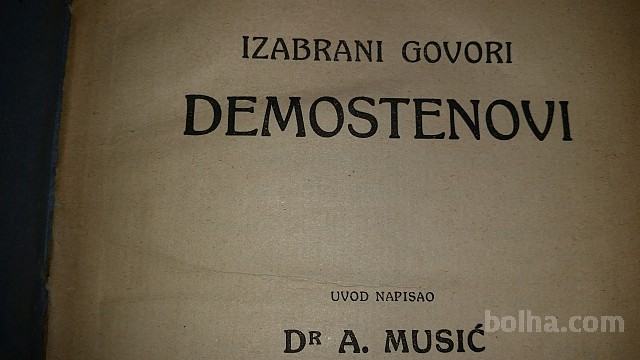 IZABRANI GOVORI
DEMOSTENOVI
UVOD NAPISAO
DR A. MUSIĆ
bolha.com